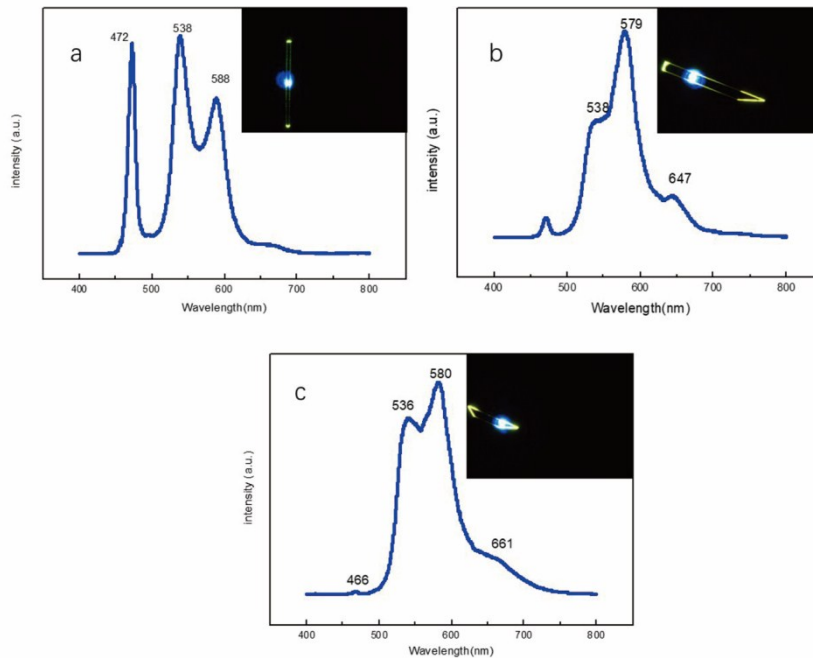 a
472
538
588
intensity (a.u.)
400 500 600 700 800
Wavelength(nm)
b
538
579
647
intensity (a.u.)
400 500 600 700 800
Wavelength(nm)
c
466
536
580
661
intensity (a.u.)
400 500 600 700 800
Wavelength(nm)